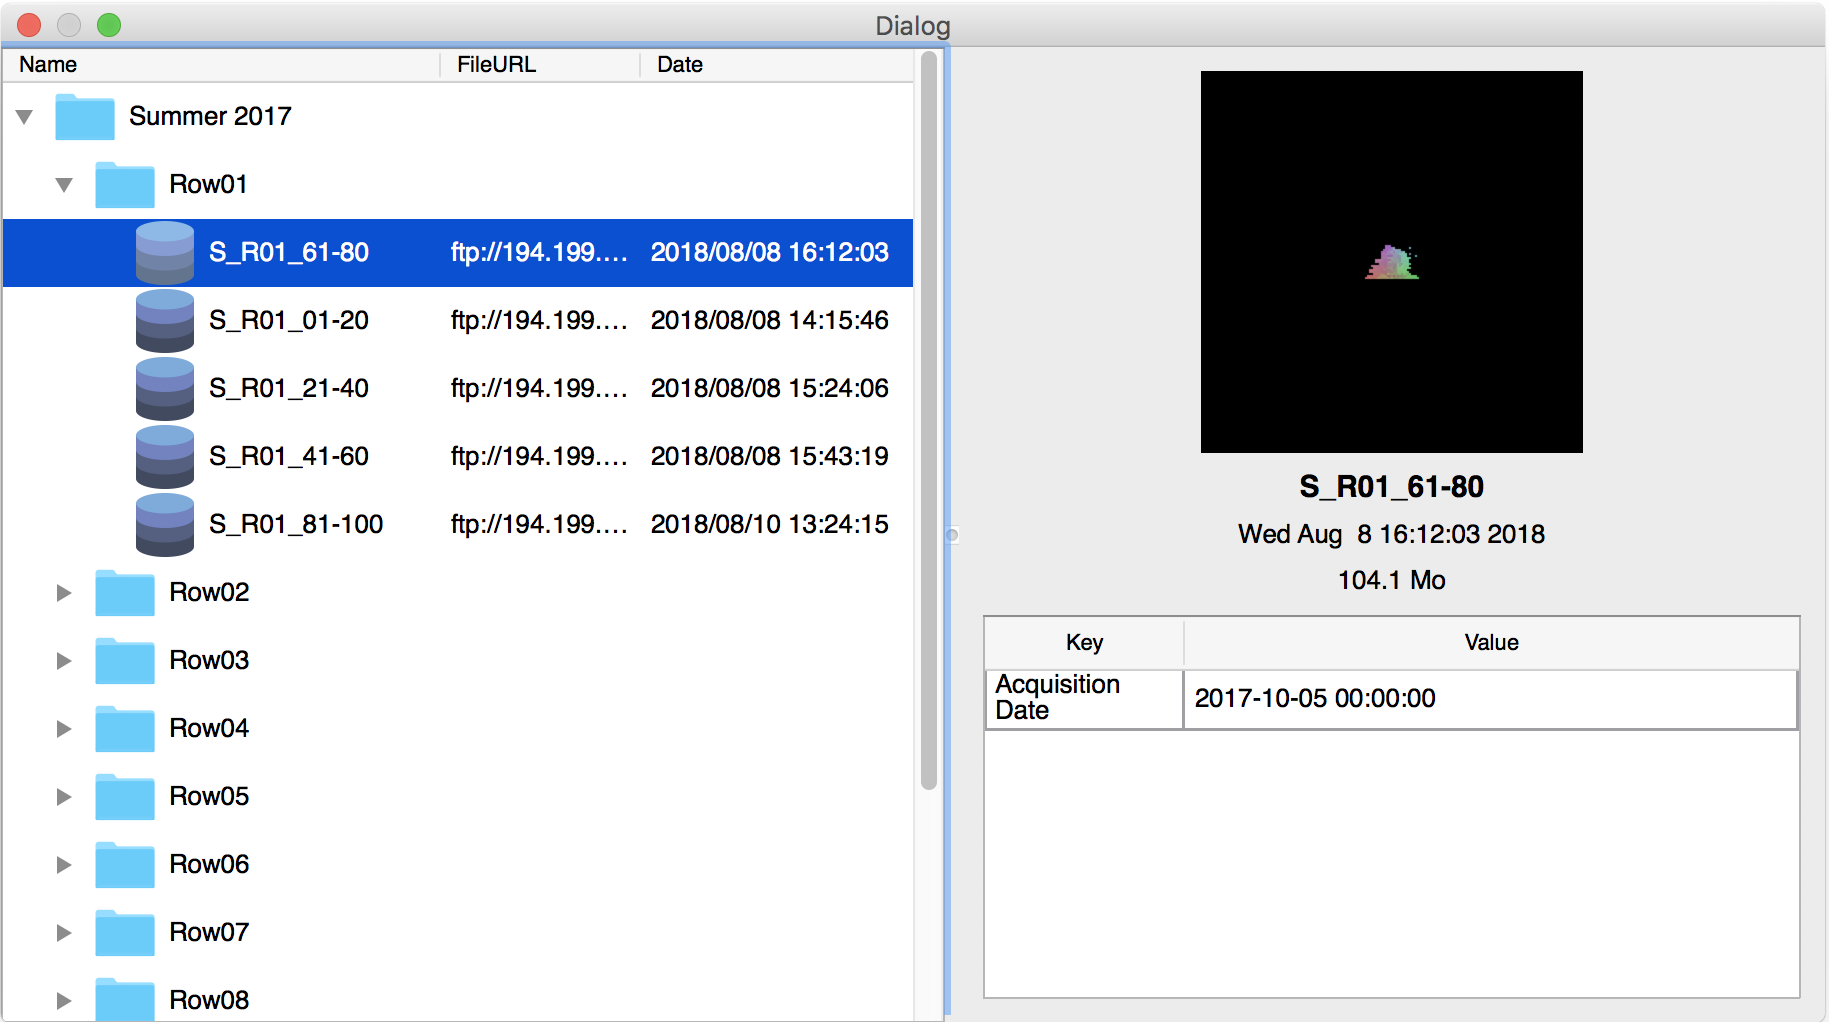 Dialog
Name FileURL Date
Summer 2017
Row01
S_R01_61-80 ftp://194.199.... 2018/08/08 16:12:03
S_R01_01-20 ftp://194.199.... 2018/08/08 14:15:46
S_R01_21-40 ftp://194.199.... 2018/08/08 15:24:06
S_R01_41-60 ftp://194.199.... 2018/08/08 15:43:19
S_R01_81-100 ftp://194.199.... 2018/08/10 13:24:15
Row02
Row03
Row04
Row05
Row06
Row07
Row08
S_R01_61-80
Wed Aug  8 16:12:03 2018
104.1 Mo
Key Value
Acquisition
Date
2017-10-05 00:00:00